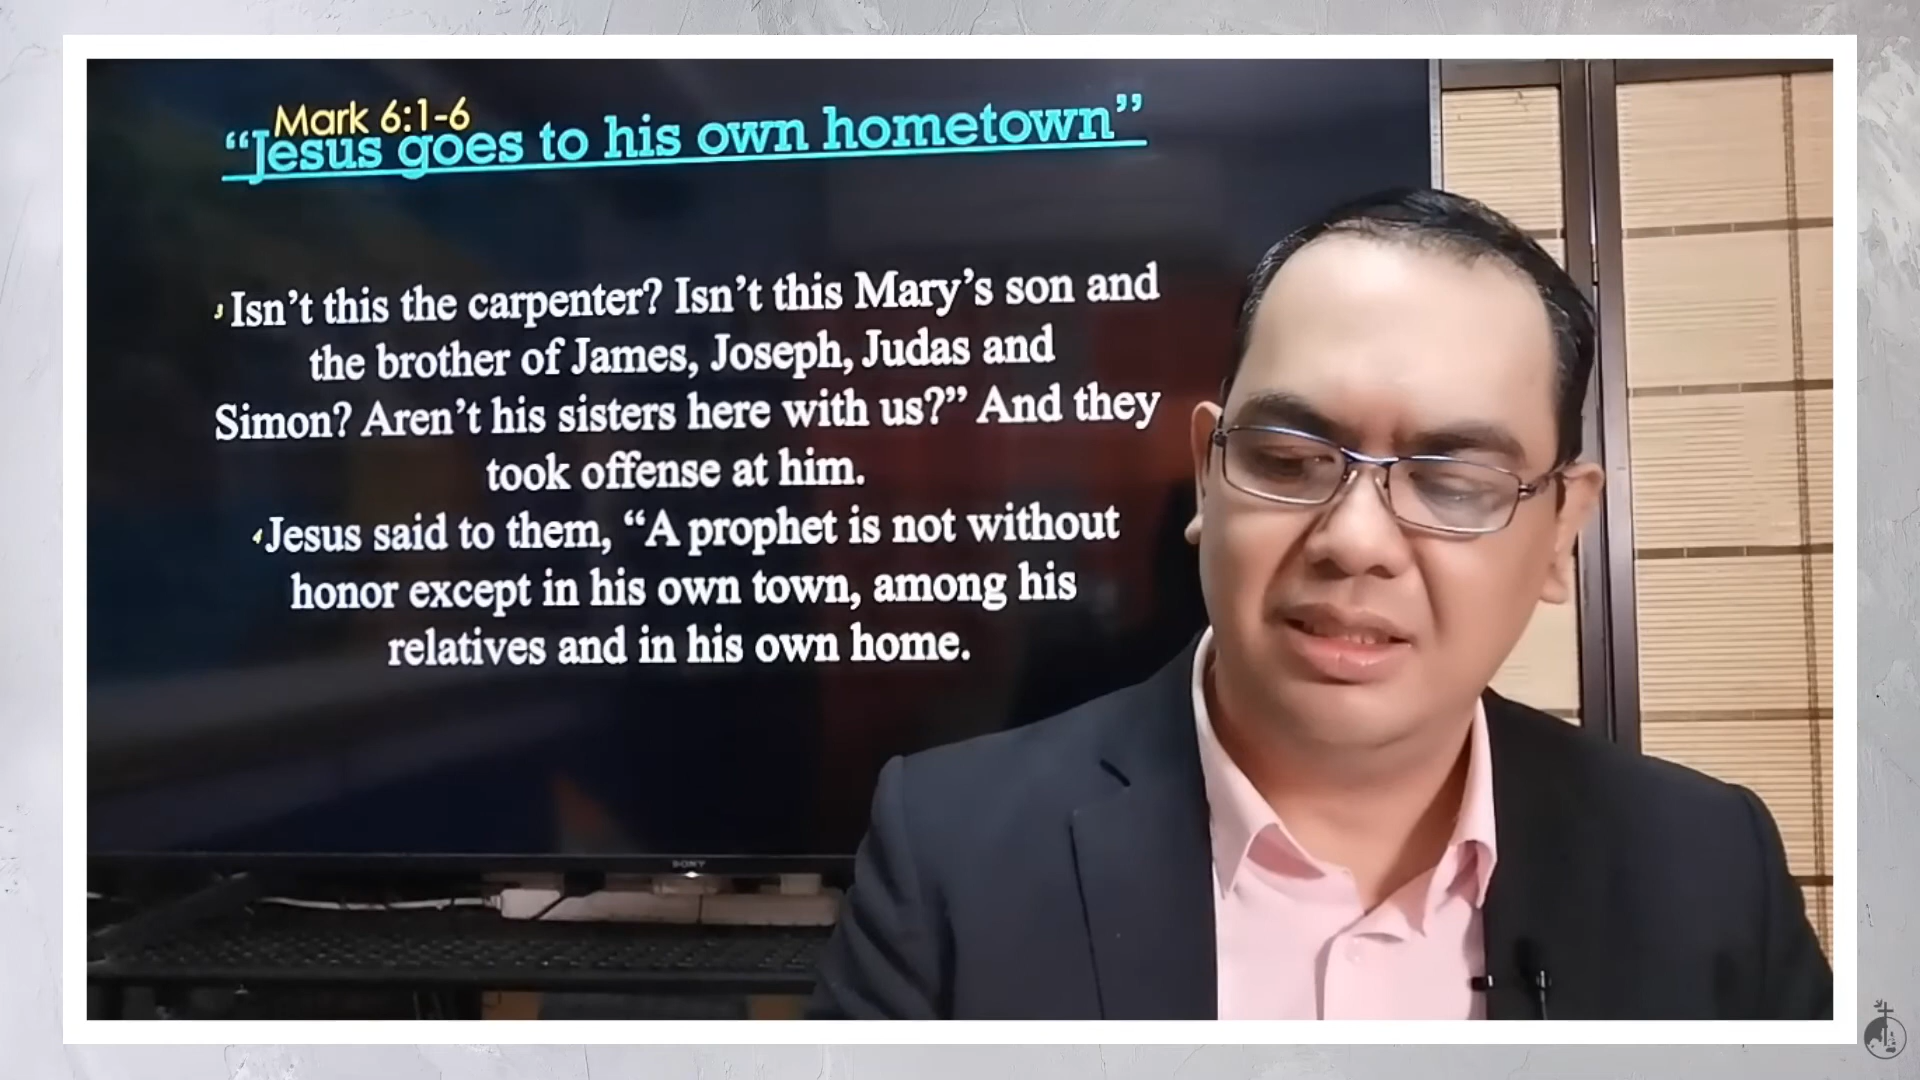 Mark 6:1-6
“Jesus goes to his own hometown”
3 Isn’t this the carpenter? Isn’t this Mary’s son and
the brother of James, Joseph, Judas and
Simon? Aren’t his sisters here with us?” And they
took offense at him.
4 Jesus said to them, “A prophet is not without
honor except in his own town, among his
relatives and in his own home.
SONY